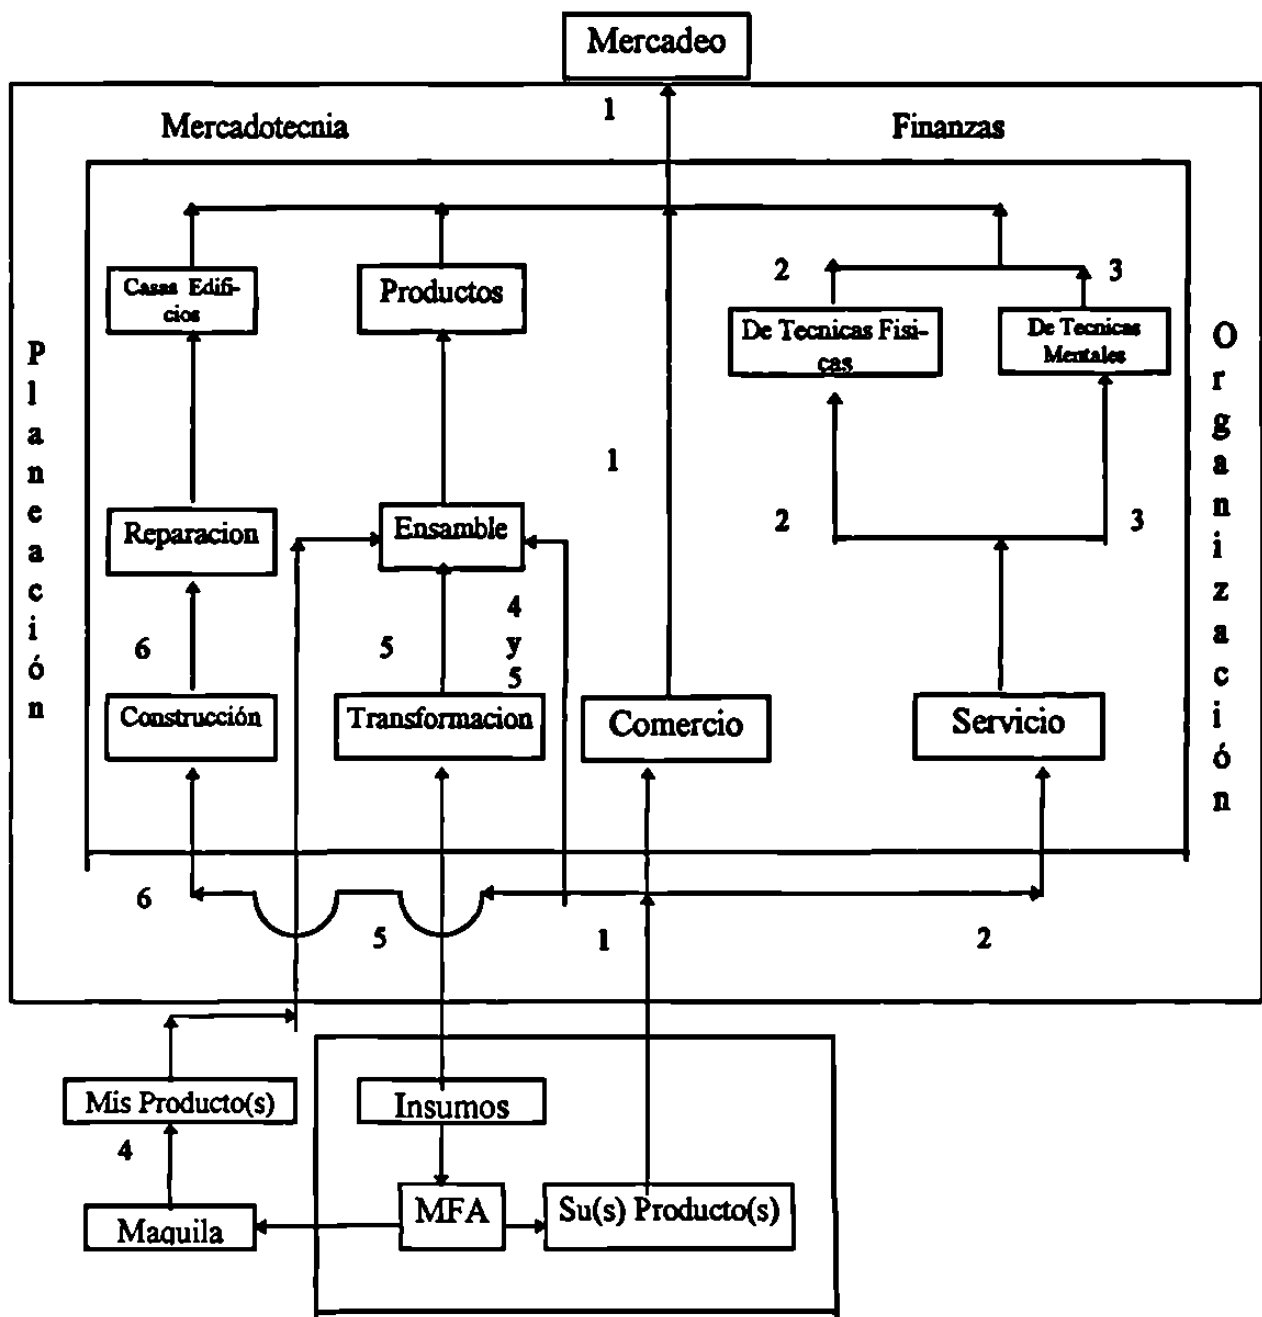 Mercadeo
1
Mercadotecnia
Finanzas
Casas Edifi-
cios
Productos
2
3
De Tecnicas Fisi-
cas
De Tecnicas
Mentales
Planeación
Organización
1
2
3
Reparacion
Ensamble
4
y
5
6
5
Construcción
Transformacion
Comercio
Servicio
6
5
1
2
Mis Producto(s)
Insumos
4
MFA
Su(s) Producto(s)
Maquila